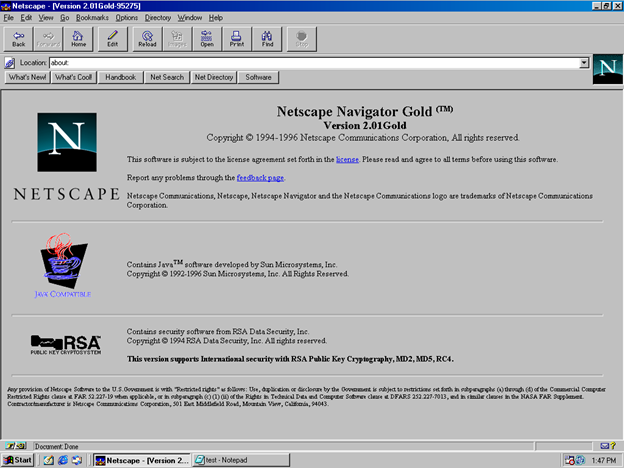 Netscape - [Version 2.01Gold-95275]
File Edit View Go Bookmarks Options Directory Window Help
Back Forward Home Edit Reload Images Open Print Find Stop
Location: about:
What's New! What's Cool! Handbook Net Search Net Directory Software
N
NETSCAPE
Netscape Navigator Gold (TM)
Version 2.01Gold
Copyright © 1994-1996 Netscape Communications Corporation, All rights reserved.
This software is subject to the license agreement set forth in the license. Please read and agree to all terms before using this software.
Report any problems through the feedback page.
Netscape Communications, Netscape, Netscape Navigator and the Netscape Communications logo are trademarks of Netscape Communications
Corporation.
JAVA COMPATIBLE
Contains Java™ software developed by Sun Microsystems, Inc.
Copyright © 1992-1996 Sun Microsystems, Inc. All Rights Reserved.
RSA
PUBLIC KEY CRYPTOSYSTEM
Contains security software from RSA Data Security, Inc.
Copyright © 1994 RSA Data Security, Inc. All rights reserved.
This version supports International security with RSA Public Key Cryptography, MD2, MD5, RC4.
Any provision of Netscape Software to the U.S. Government is with "Restricted rights" as follows: Use, duplication or disclosure by the Government is subject to restrictions set forth in subparagraphs (a) through (d) of the Commercial Computer
Restricted Rights clause at FAR 52.227-19 when applicable, or in subparagraph (c) (1) (ii) of the Rights in Technical Data and Computer Software clause at DFARS 252.227-7013, and in similar clauses in the NASA FAR Supplement.
Contractor/manufacturer is Netscape Communications Corporation, 501 East Middlefield Road, Mountain View, California, 94043.
Document: Done
Start Netscape - [Version 2... test - Notepad 1:47 PM